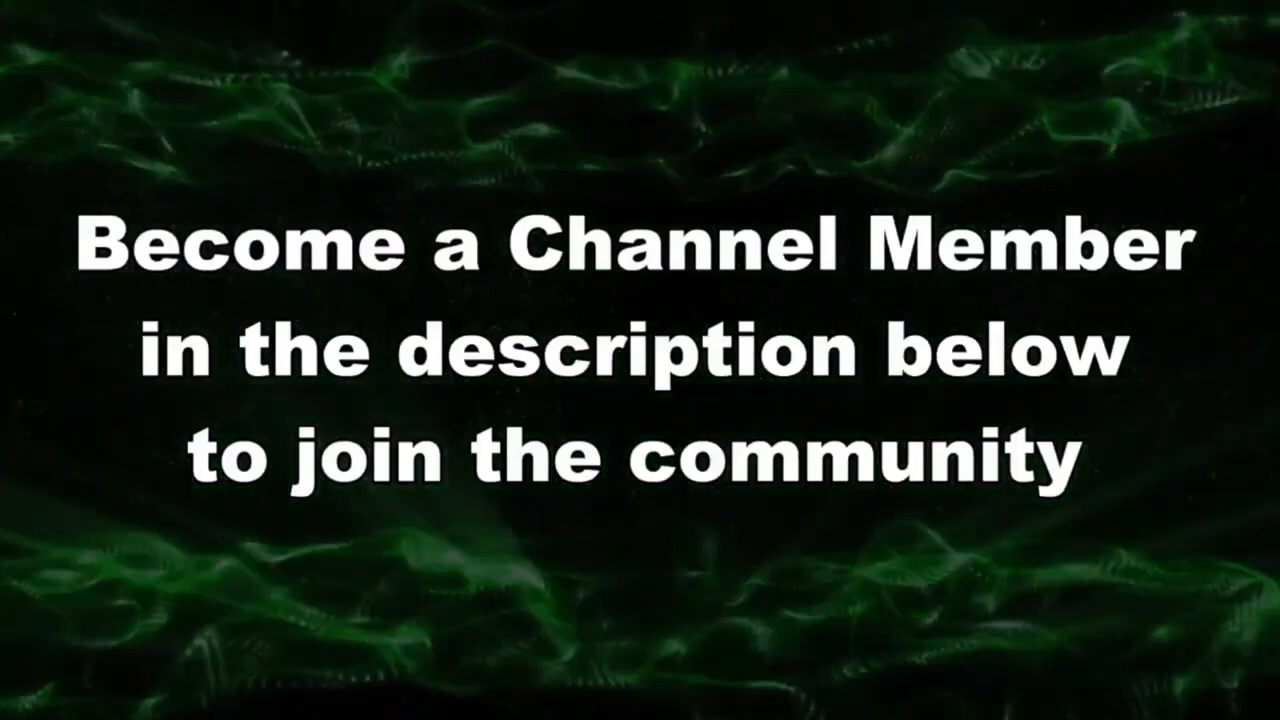 Become a Channel Member
in the description below
to join the community